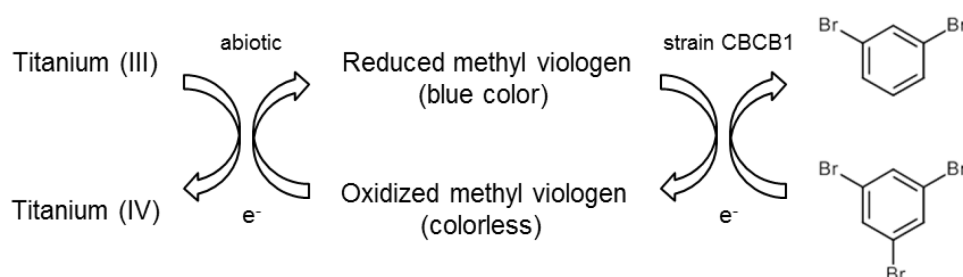 abiotic
strain CBCB1
Br
Br
Titanium (III)
Reduced methyl viologen
(blue color)
Titanium (IV)
Oxidized methyl viologen
(colorless)
e-
e-
Br
Br
Br